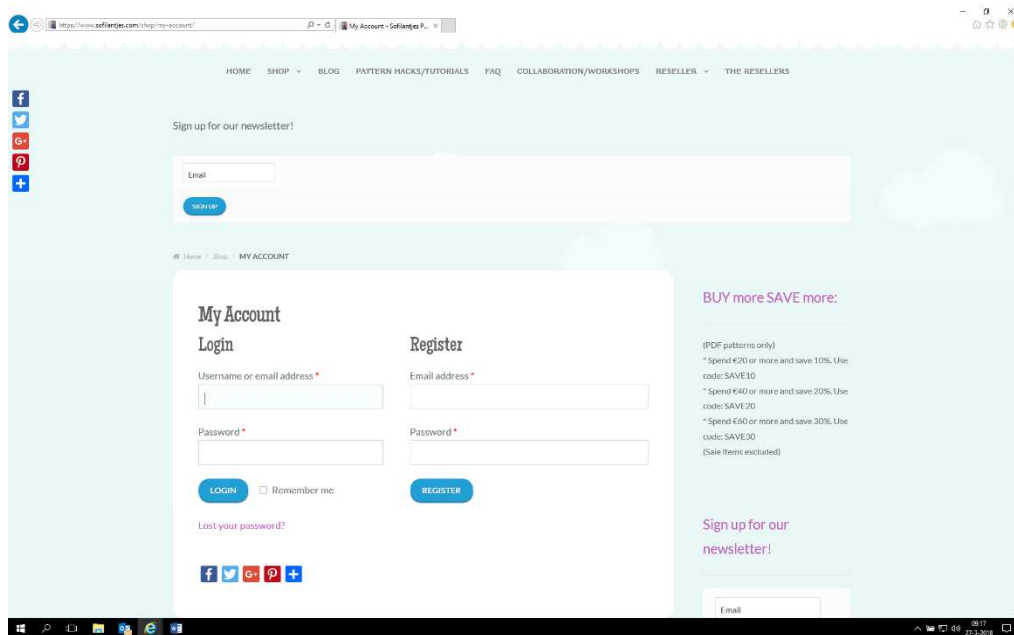 https://www.sofilantjes.com/shop/my-account/
My Account – Sofilantjes P...
HOME SHOP BLOG PATTERN HACKS/TUTORIALS FAQ COLLABORATION/WORKSHOPS RESELLER THE RESELLERS
Sign up for our newsletter!
Email
SIGN UP
Home Shop MY ACCOUNT
My Account
Login
Username or email address *
Password *
LOGIN
Remember me
Lost your password?
Register
Email address *
Password *
REGISTER
BUY more SAVE more:
(PDF patterns only)
* Spend €20 or more and save 10%. Use
code: SAVE10
* Spend €40 or more and save 20%. Use
code: SAVE20
* Spend €60 or more and save 30%. Use
code: SAVE30
(Sale items excluded)
Sign up for our
newsletter!
Email
09:17
27-3-2018